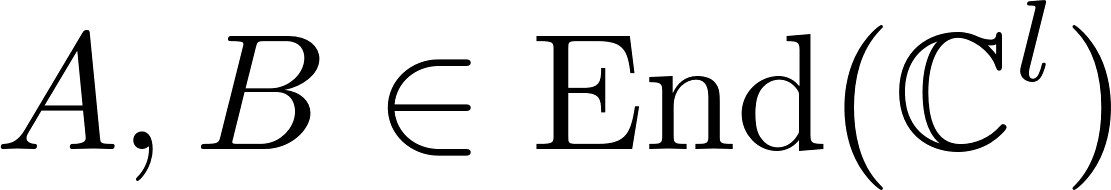 A, B ∈ End(ℂ^l)